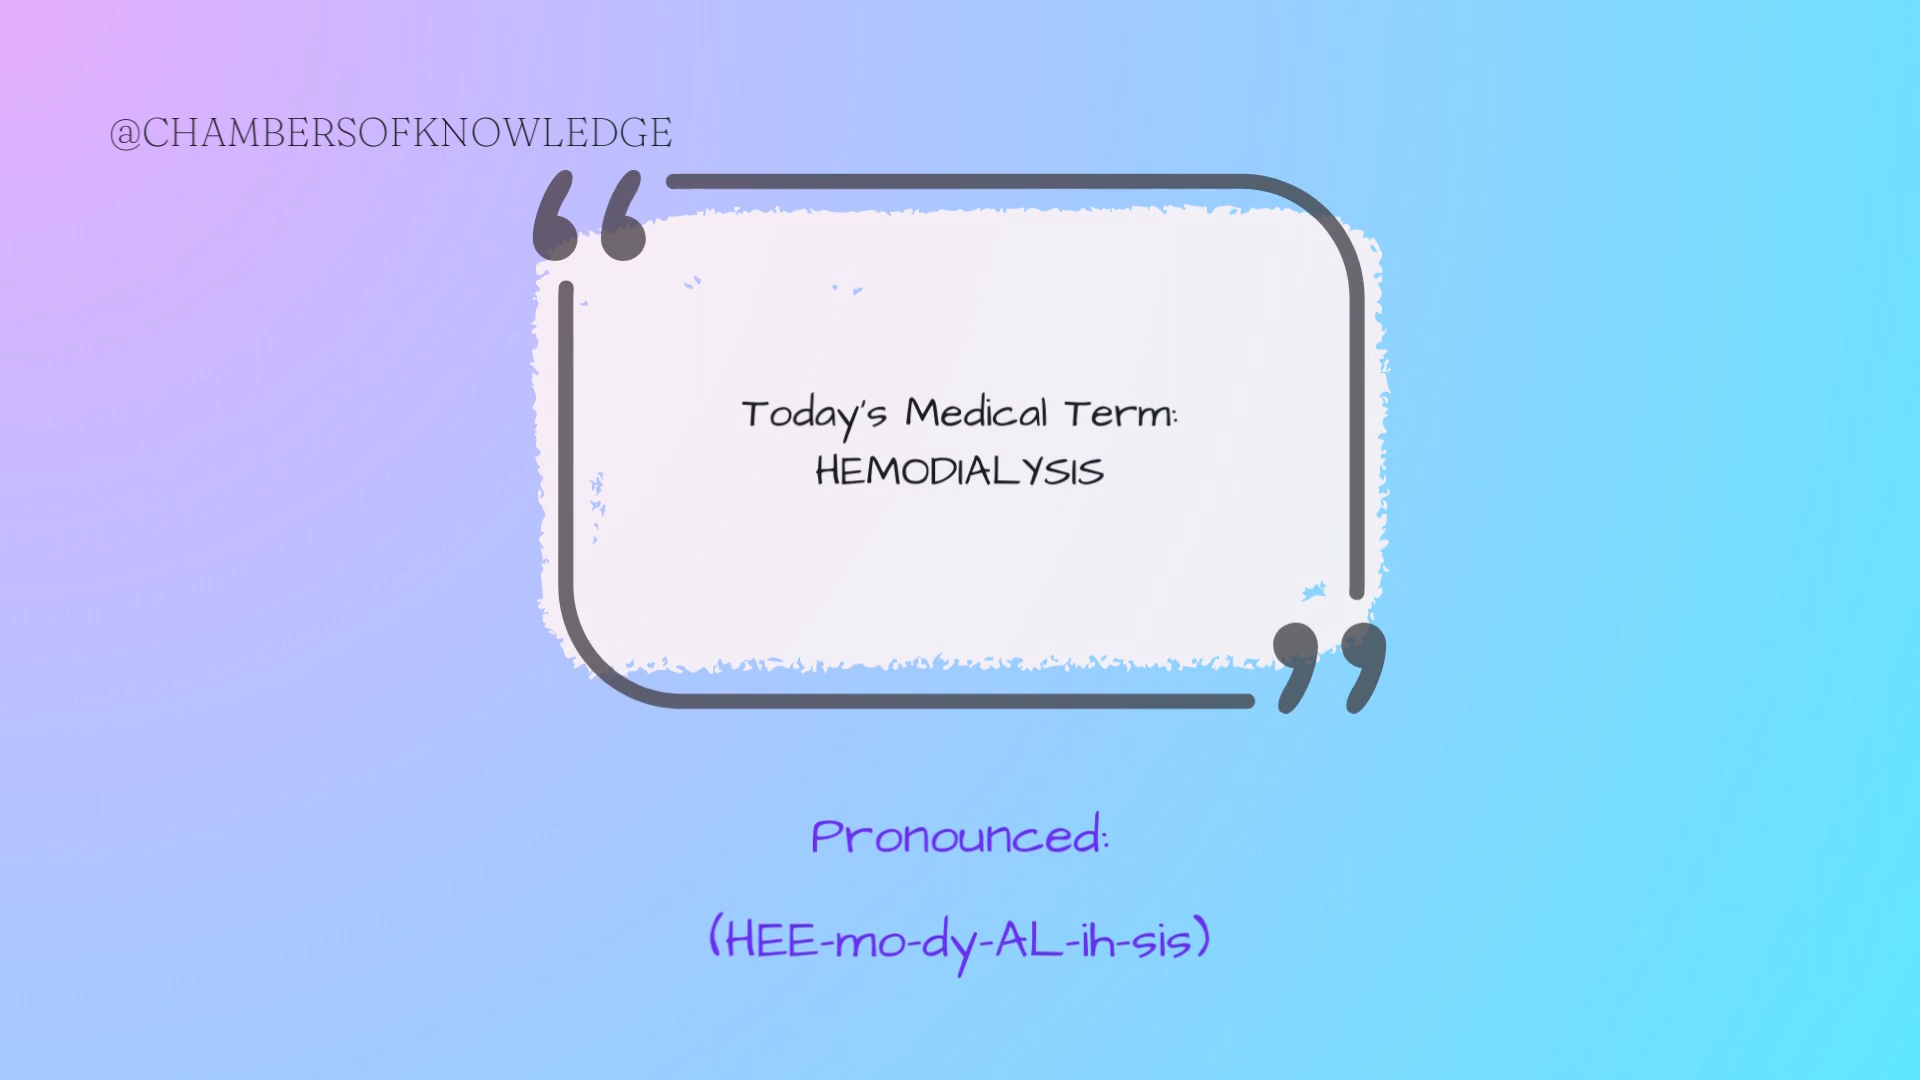 @CHAMBERSOFKNOWLEDGE
Today's Medical Term:
HEMODIALYSIS
Pronounced:
(HEE-mo-dy-AL-ih-sis)